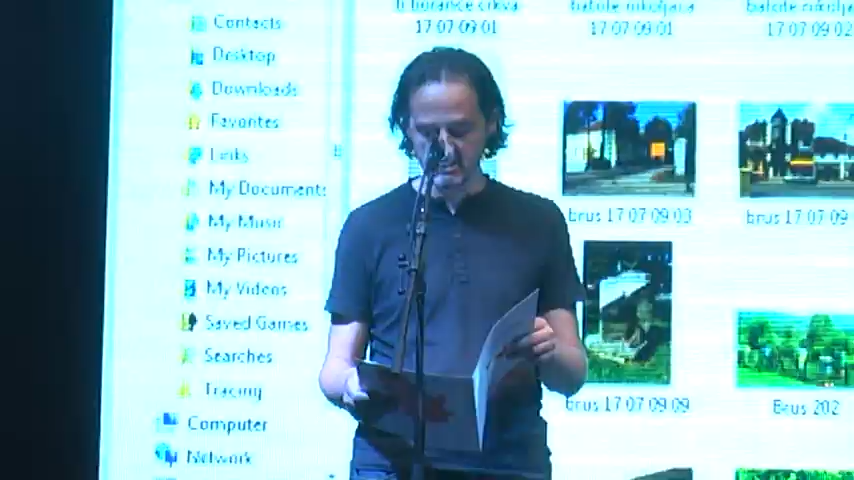 Contacts
Desktop
Downloads
Favorites
Links
My Documents
My Music
My Pictures
My Videos
Saved Games
Searches
Tracing
Computer
Network
17 07 09 01
17 07 09 01
17 07 09 02
brus 17 07 09 03
brus 17 07 09
brus 17 07 09 09
Brus 202